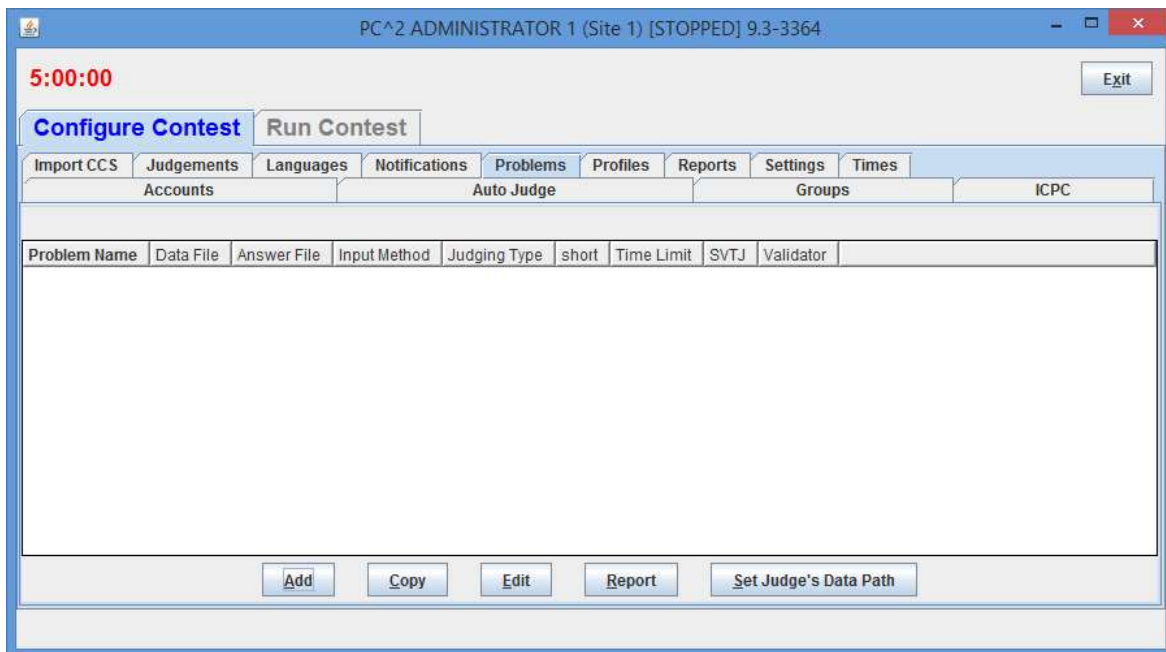 PC^2 ADMINISTRATOR 1 (Site 1) [STOPPED] 9.3-3364
5:00:00 Exit
Configure Contest Run Contest
Import CCS Judgements Languages Notifications Problems Profiles Reports Settings Times
Accounts Auto Judge Groups ICPC
Problem Name Data File Answer File Input Method Judging Type short Time Limit SVTJ Validator
Add Copy Edit Report Set Judge's Data Path